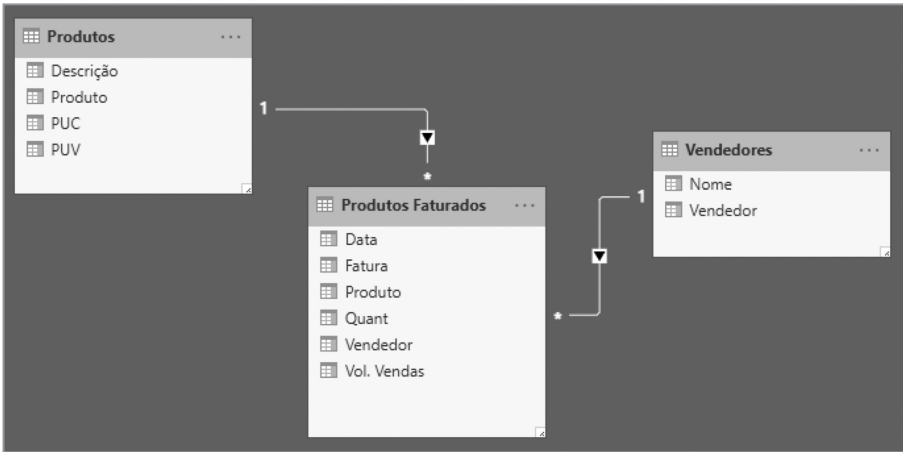 Produtos ...
Descrição
Produto
PUC
PUV
1
*
Vendedores ...
Nome
Vendedor
1
*
Produtos Faturados ...
Data
Fatura
Produto
Quant
Vendedor
Vol. Vendas